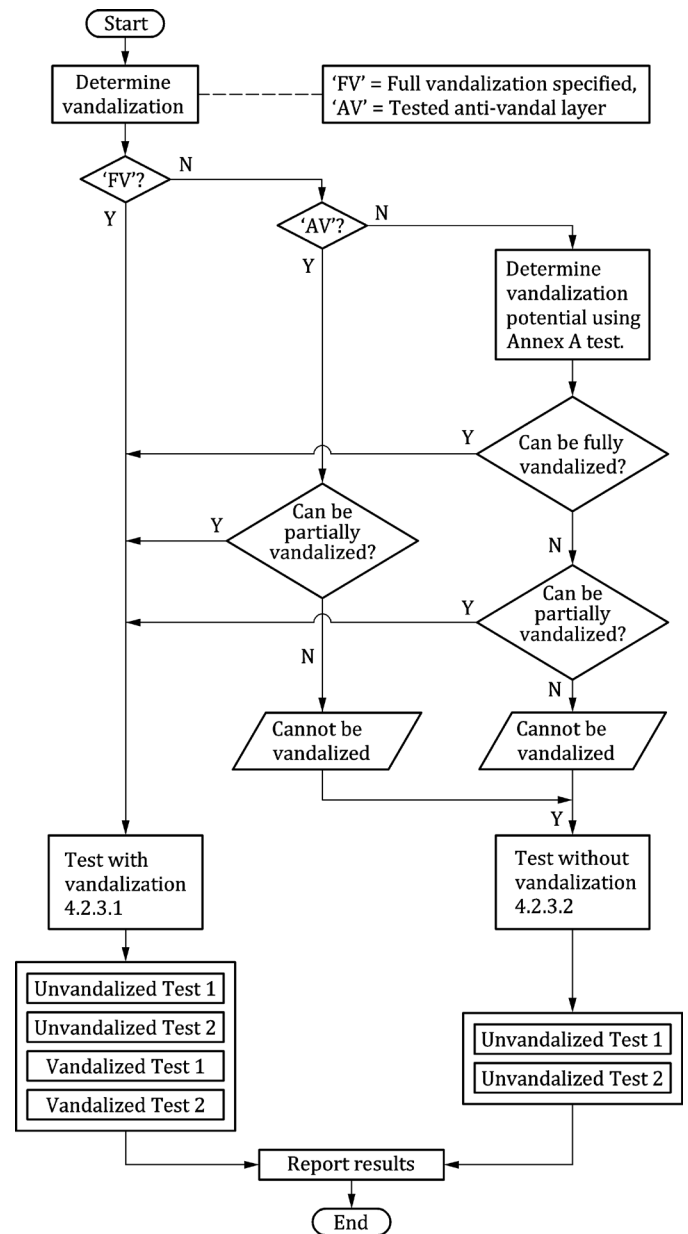 Start
Determine
vandalization
‘FV’ = Full vandalization specified,
‘AV’ = Tested anti-vandal layer
‘FV’?
N
Y
‘AV’?
N
Y
Determine
vandalization
potential using
Annex A test.
Can be fully
vandalized?
Y
N
Can be
partially
vandalized?
Y
N
Can be
partially
vandalized?
Y
N
Cannot be
vandalized
Cannot be
vandalized
Y
Test with
vandalization
4.2.3.1
Test without
vandalization
4.2.3.2
Unvandalized Test 1
Unvandalized Test 2
Vandalized Test 1
Vandalized Test 2
Unvandalized Test 1
Unvandalized Test 2
Report results
End